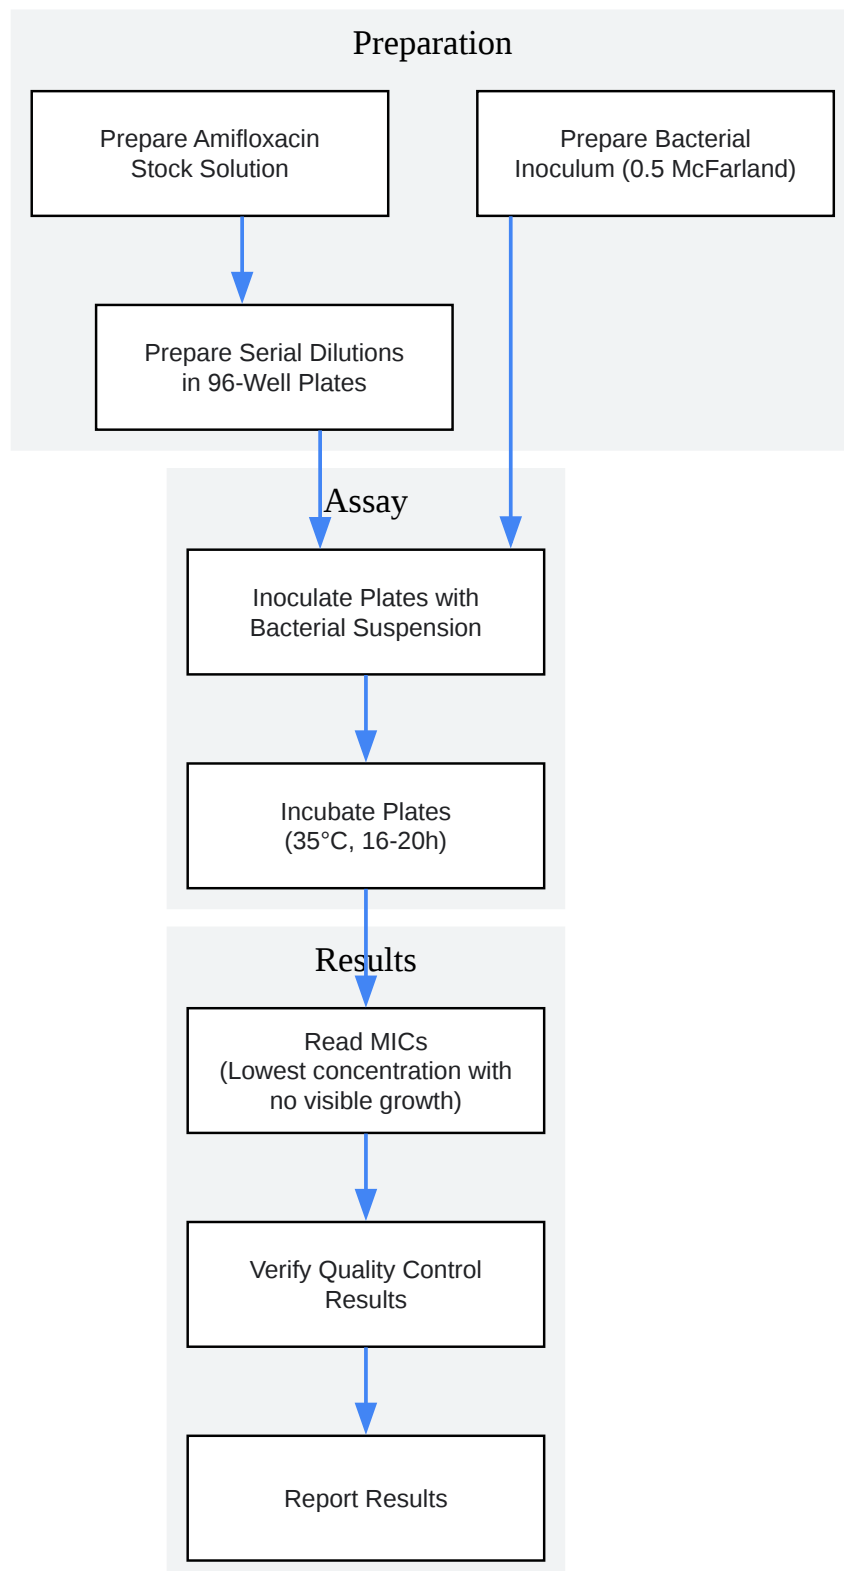 Preparation
Prepare Amifloxacin
Stock Solution
Prepare Bacterial
Inoculum (0.5 McFarland)
Prepare Serial Dilutions
in 96-Well Plates
Assay
Inoculate Plates with
Bacterial Suspension
Incubate Plates
(35°C, 16-20h)
Results
Read MICs
(Lowest concentration with
no visible growth)
Verify Quality Control
Results
Report Results